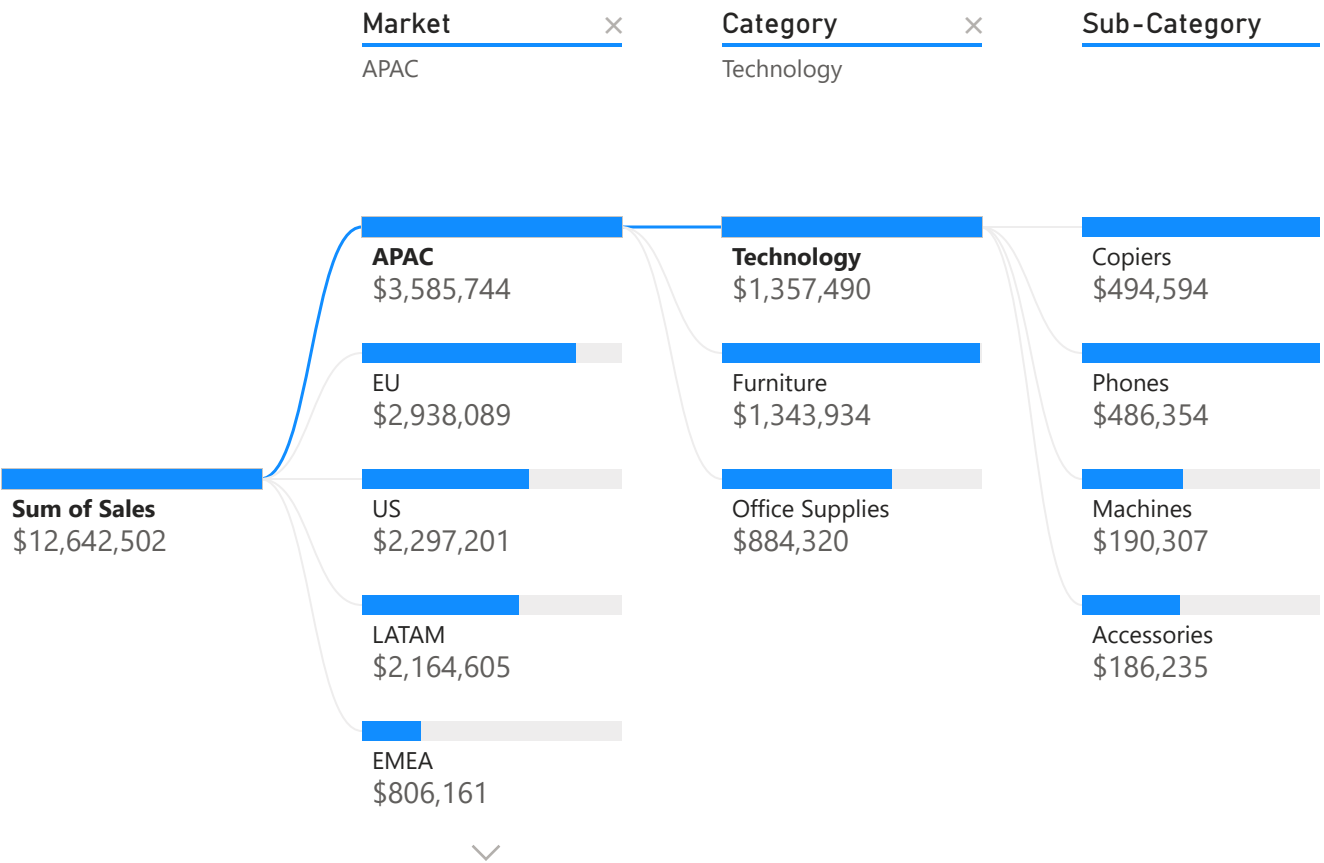 Market
Category
Sub-Category
APAC
Technology
APAC
$3,585,744
Technology
$1,357,490
Copiers
$494,594
EU
$2,938,089
Furniture
$1,343,934
Phones
$486,354
Sum of Sales
$12,642,502
US
$2,297,201
Office Supplies
$884,320
Machines
$190,307
LATAM
$2,164,605
Accessories
$186,235
EMEA
$806,161